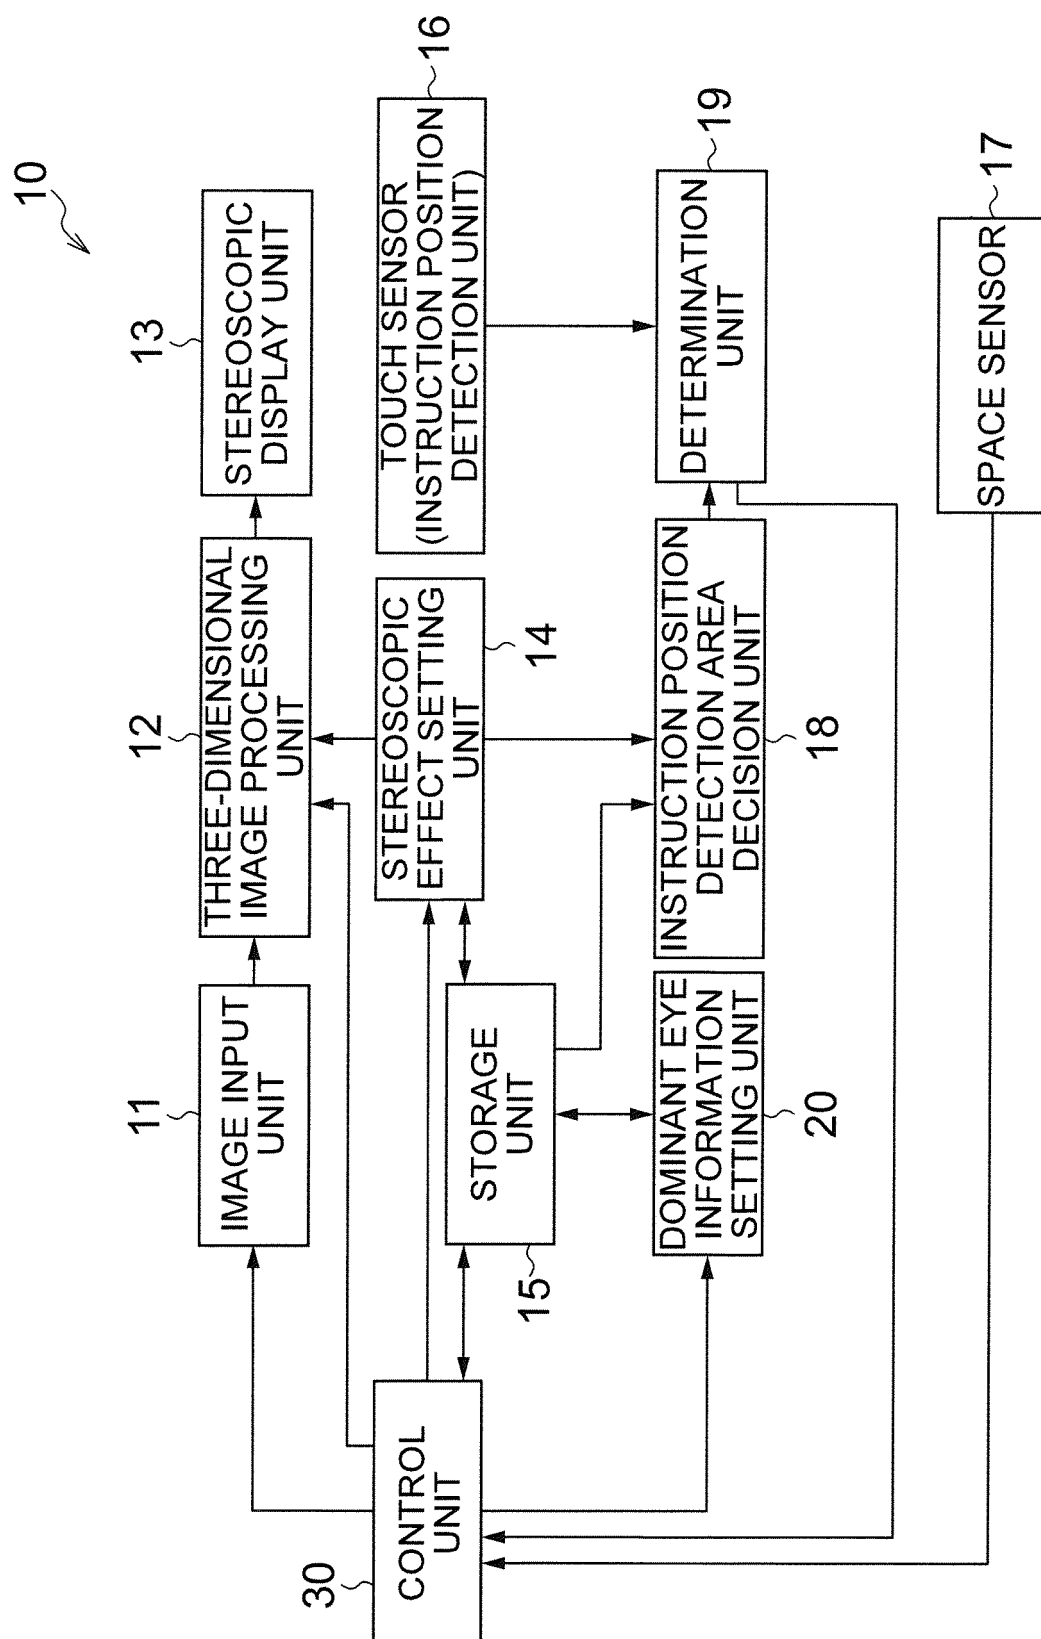 10
11
IMAGE INPUT
UNIT
12
THREE-DIMENSIONAL
IMAGE PROCESSING
UNIT
13
STEREOSCOPIC
DISPLAY UNIT
30
CONTROL
UNIT
STEREOSCOPIC
EFFECT SETTING
UNIT
14
TOUCH SENSOR
(INSTRUCTION POSITION
DETECTION UNIT)
16
STORAGE
UNIT
15
DOMINANT EYE
INFORMATION
SETTING UNIT
20
INSTRUCTION POSITION
DETECTION AREA
DECISION UNIT
18
DETERMINATION
UNIT
19
SPACE SENSOR
17